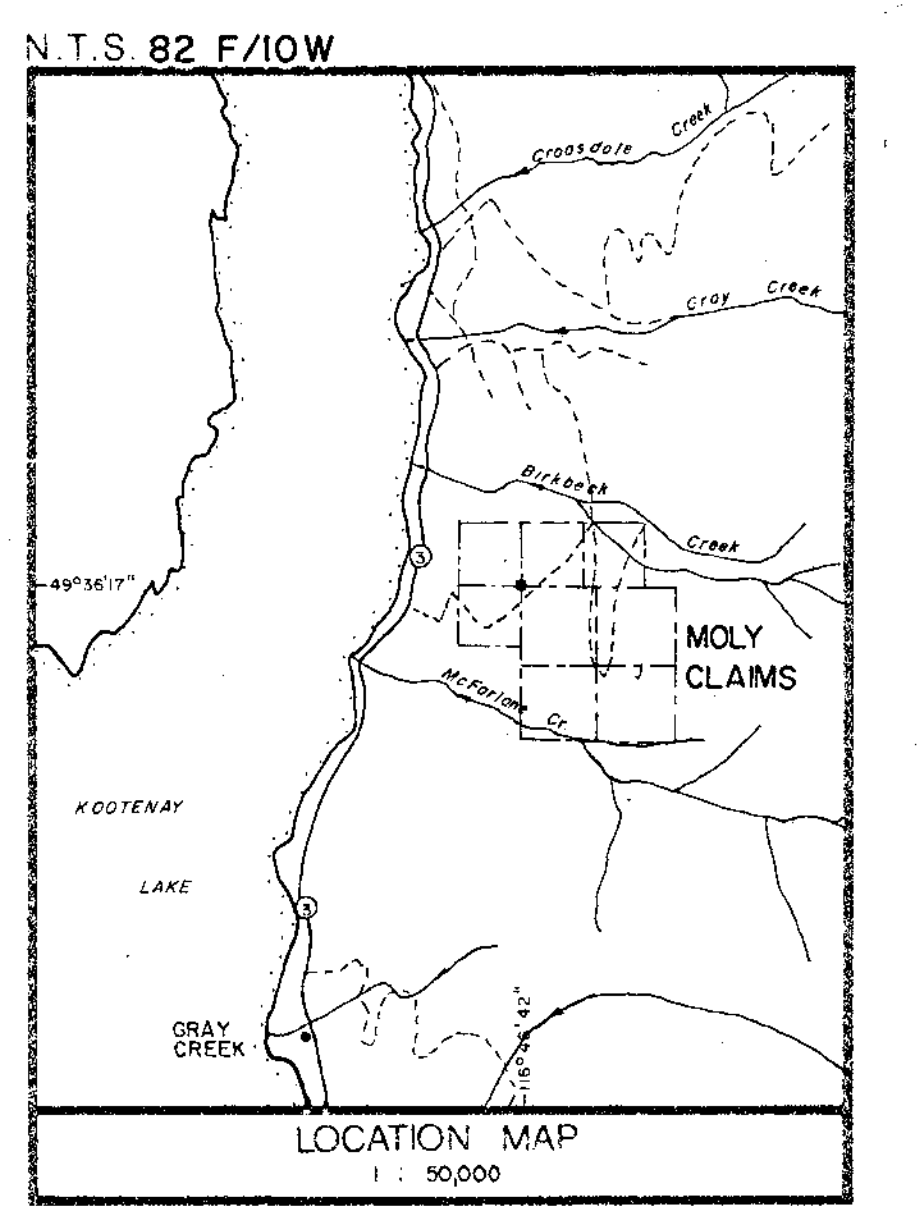 N.T.S. 82 F/10W
Croasdale Creek
Gray Creek
Birkbeck Creek
3
49°36'17"
MOLY
CLAIMS
McFarlane Cr.
KOOTENAY
LAKE
3
116°46'42"
GRAY
CREEK
LOCATION MAP
1 : 50,000